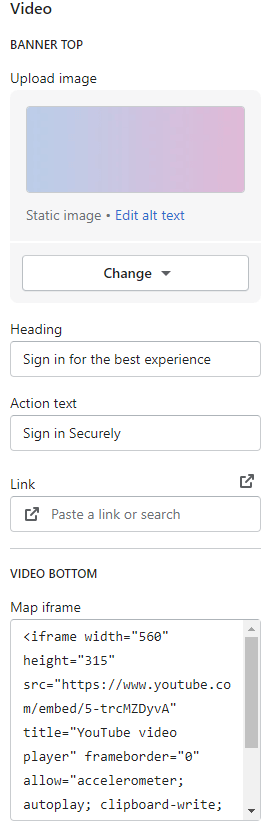 Video
BANNER TOP
Upload image
Static image • Edit alt text
Change
Heading
Sign in for the best experience
Action text
Sign in Securely
Link
Paste a link or search
VIDEO BOTTOM
Map iframe
<iframe width="560"
height="315"
src="https://www.youtube.co
m/embed/5-trcMZDyvA"
title="YouTube video
player" frameborder="0"
allow="accelerometer;
autoplay; clipboard-write;